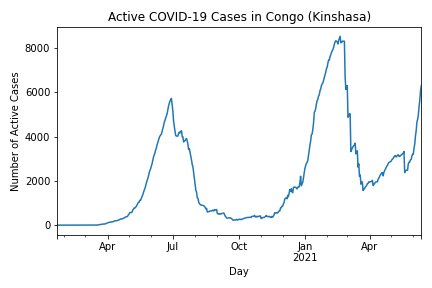 Active COVID-19 Cases in Congo (Kinshasa)
Number of Active Cases
8000
6000
4000
2000
0
Apr
Jul
Oct
Jan
2021
Apr
Day